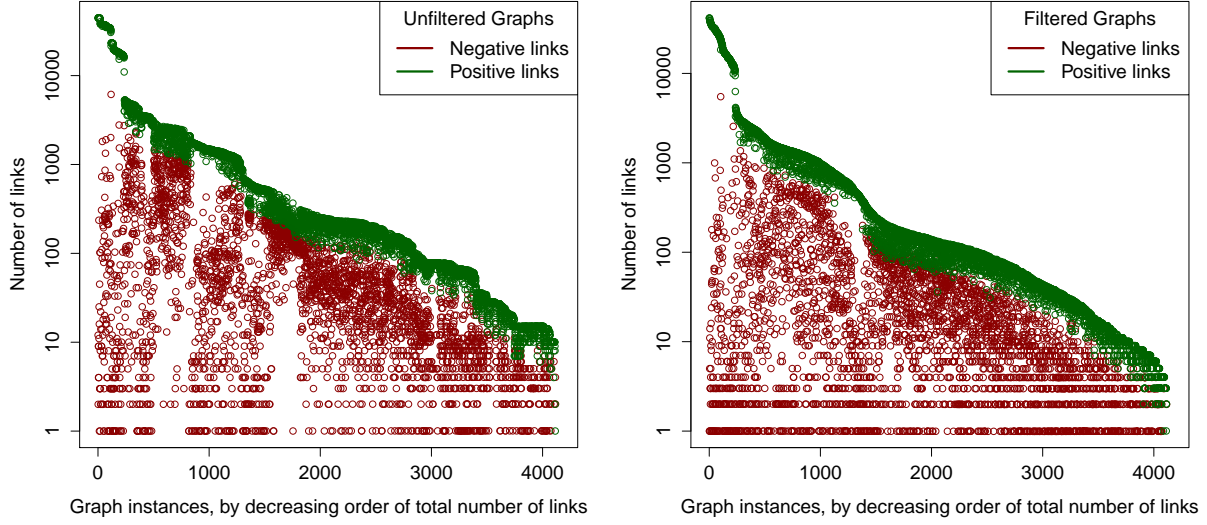 Unfiltered Graphs
Negative links
Positive links
Number of links
10000
1000
100
10
1
0
1000
2000
3000
4000
Graph instances, by decreasing order of total number of links
Filtered Graphs
Negative links
Positive links
Number of links
10000
1000
100
10
1
0
1000
2000
3000
4000
Graph instances, by decreasing order of total number of links